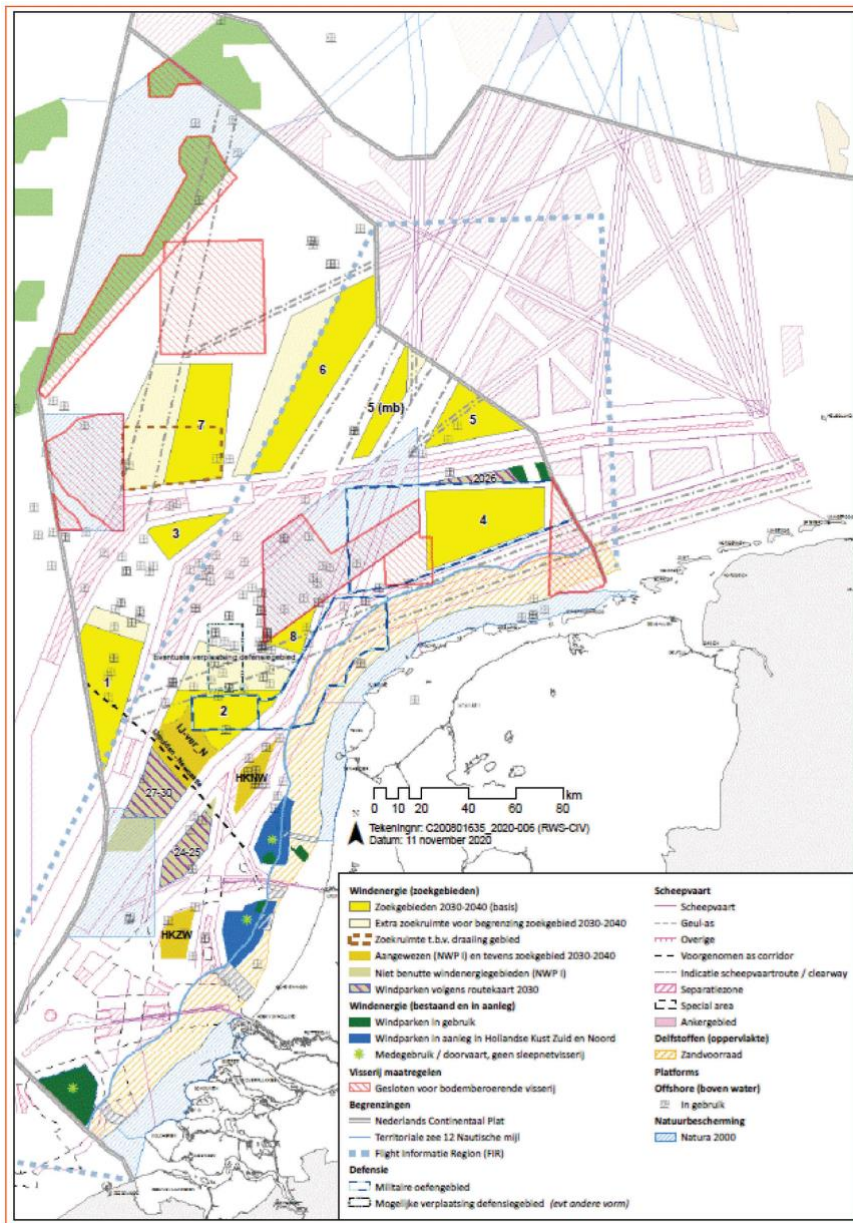 6
7
5 (mb)
5
2026
4
3
8
1
Eventuele verplaatsing defensiegebied
2
IJ-ver_N
IJmuiden - Newcastle
HKNW
27-30
24-25
HKZW
0 10 20 40 60 80 km
N
Tekeningnr: C200801635_2020-006 (RWS-CIV)
Datum: 11 november 2020
Windenergie (zoekgebieden)
Zoekgebieden 2030-2040 (basis)
Extra zoekruimte voor begrenzing zoekgebied 2030-2040
Zoekruimte t.b.v. draaiing gebied
Aangewezen (NWP I) en tevens zoekgebied 2030-2040
Niet benutte windenergiegebieden (NWP I)
Windparken volgens routekaart 2030
Windenergie (bestaand en in aanleg)
Windparken in gebruik
Windparken in aanleg in Hollandse Kust Zuid en Noord
Medegebruik / doorvaart, geen sleepnetvisserij
Visserij maatregelen
Gesloten voor bodemberoerende visserij
Begrenzingen
Nederlands Continentaal Plat
Territoriale zee 12 Nautische mijl
Flight Informatie Region (FIR)
Defensie
Militaire oefengebied
Mogelijke verplaatsing defensiegebied (evt andere vorm)
Scheepvaart
Scheepvaart
Geul-as
Overige
Voorgenomen as corridor
Indicatie scheepvaartroute / clearway
Separatiezone
Special area
Ankergebied
Delfstoffen (oppervlakte)
Zandvoorraad
Platforms
Offshore (boven water)
In gebruik
Natuurbescherming
Natura 2000